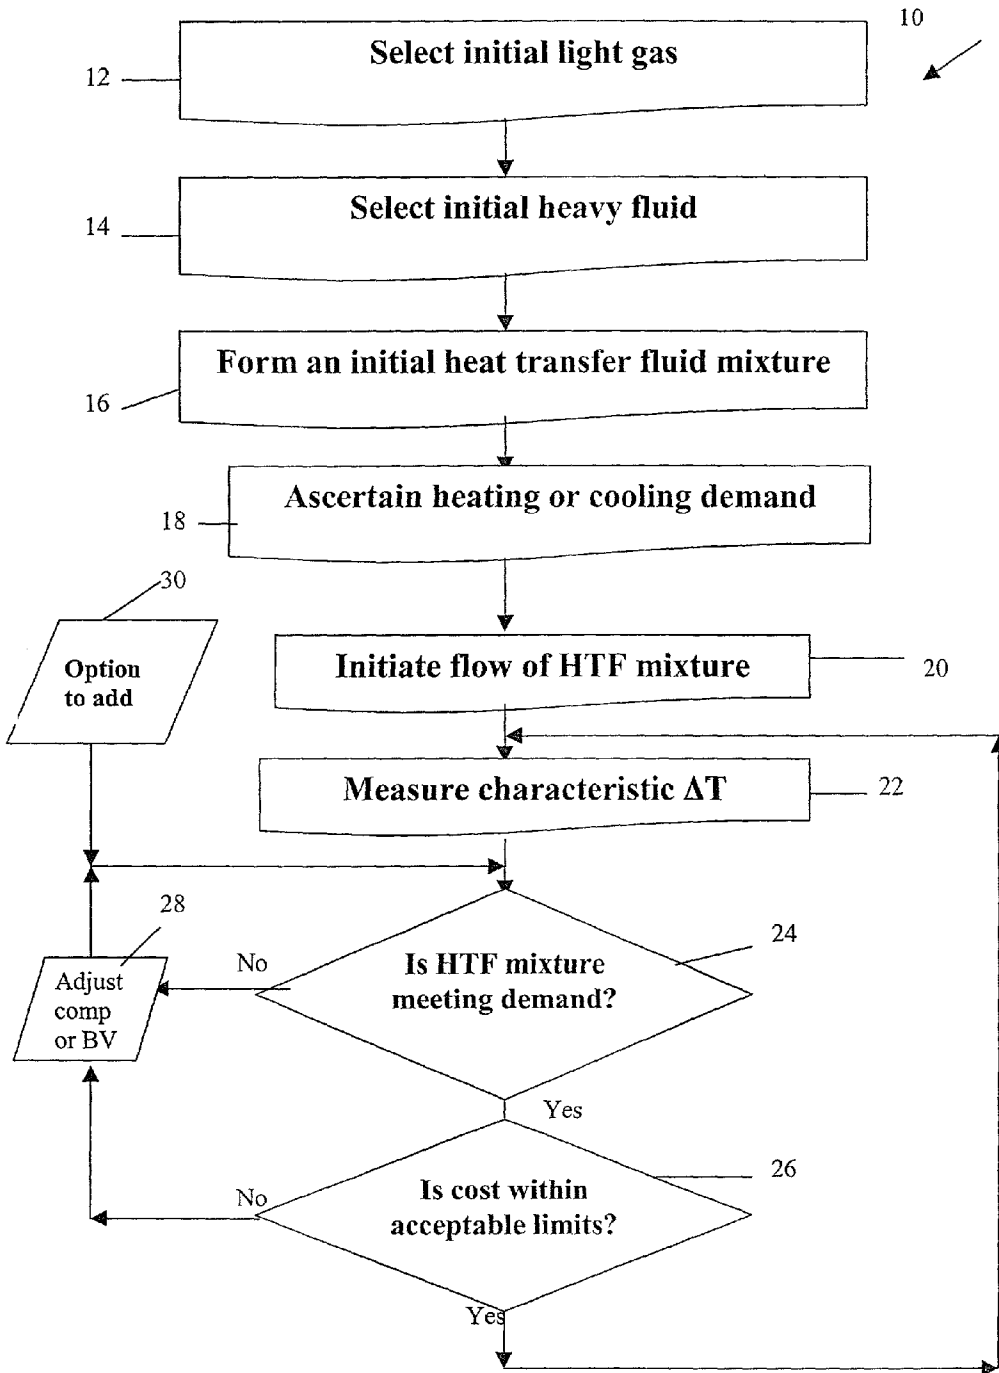 10
Select initial light gas
12
Select initial heavy fluid
14
Form an initial heat transfer fluid mixture
16
Ascertain heating or cooling demand
18
30
Option
to add
Initiate flow of HTF mixture
20
Measure characteristic ΔT
22
28
24
No
Is HTF mixture
meeting demand?
Adjust
comp
or BV
Yes
26
No
Is cost within
acceptable limits?
Yes